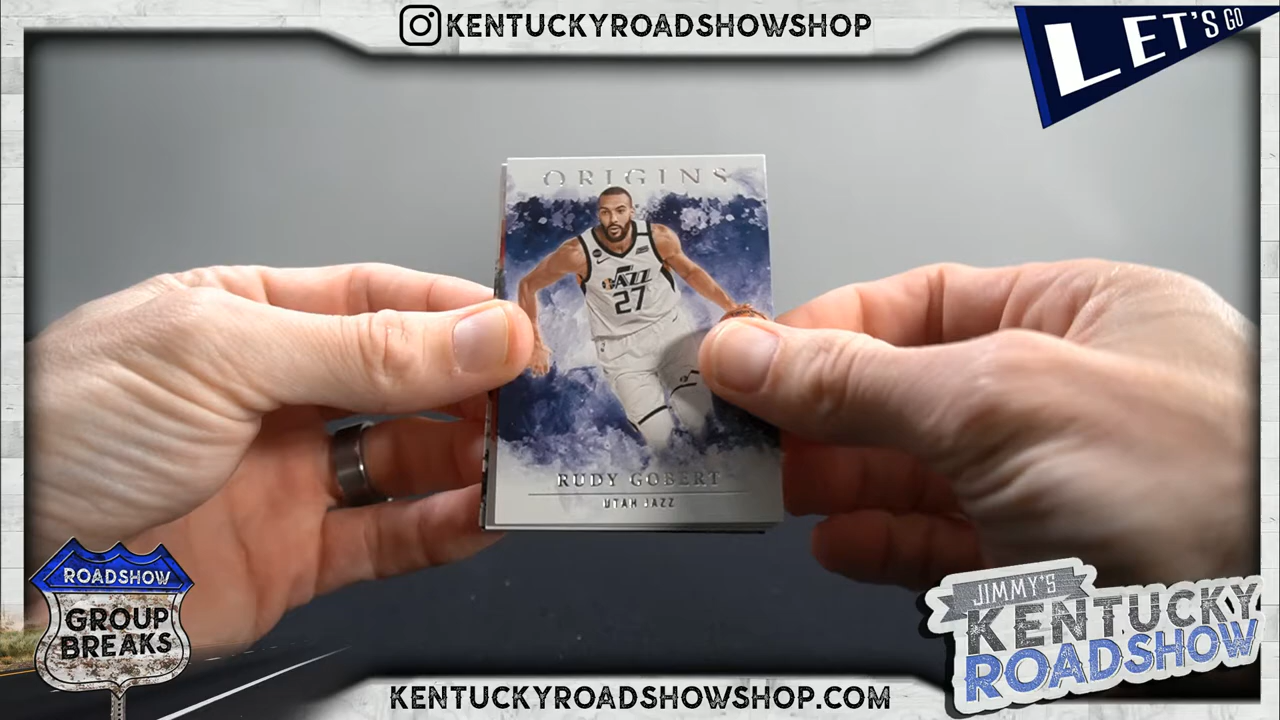 KENTUCKYROADSHOWSHOP
LET'S GO
ORIGINS
JAZZ
27
RUDY GOBERT
UTAH JAZZ
ROADSHOW
GROUP
BREAKS
JIMMY'S
KENTUCKY
ROADSHOW
KENTUCKYROADSHOWSHOP.COM